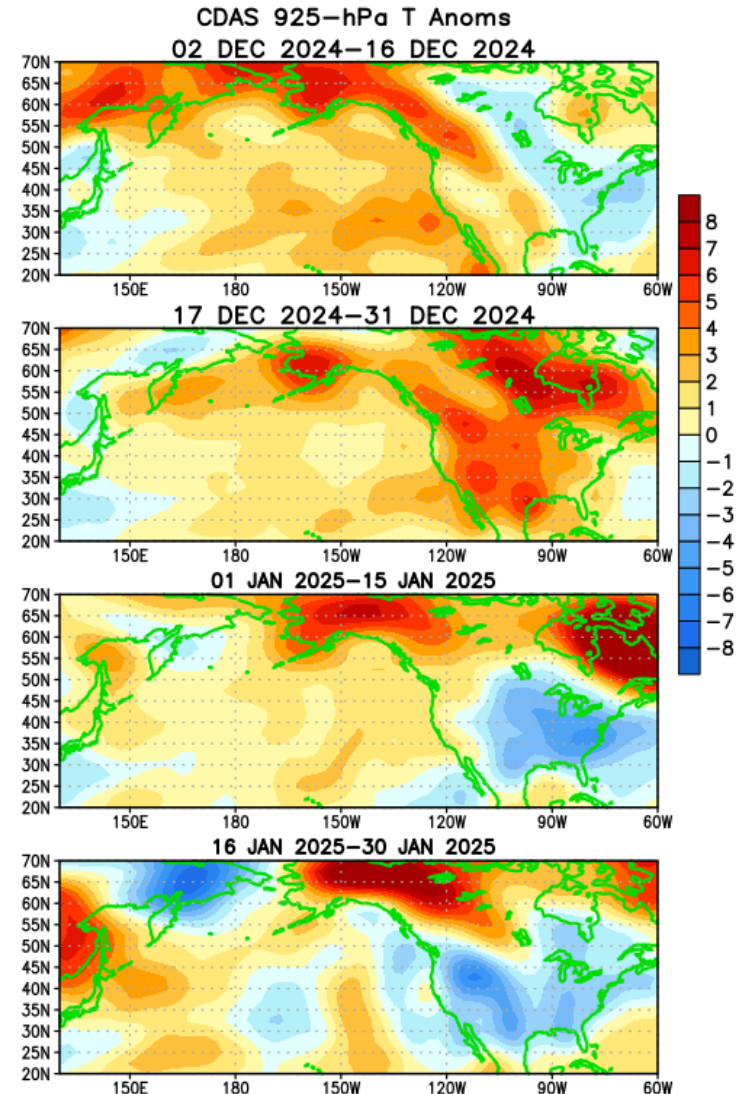 CDAS 925-hPa T Anoms
02 DEC 2024-16 DEC 2024
70N
65N
60N
55N
50N
45N
40N
35N
30N
25N
20N
150E 180 150W 120W 90W 60W
17 DEC 2024-31 DEC 2024
70N
65N
60N
55N
50N
45N
40N
35N
30N
25N
20N
150E 180 150W 120W 90W 60W
01 JAN 2025-15 JAN 2025
70N
65N
60N
55N
50N
45N
40N
35N
30N
25N
20N
150E 180 150W 120W 90W 60W
16 JAN 2025-30 JAN 2025
70N
65N
60N
55N
50N
45N
40N
35N
30N
25N
20N
150E 180 150W 120W 90W 60W
8
7
6
5
4
3
2
1
0
-1
-2
-3
-4
-5
-6
-7
-8